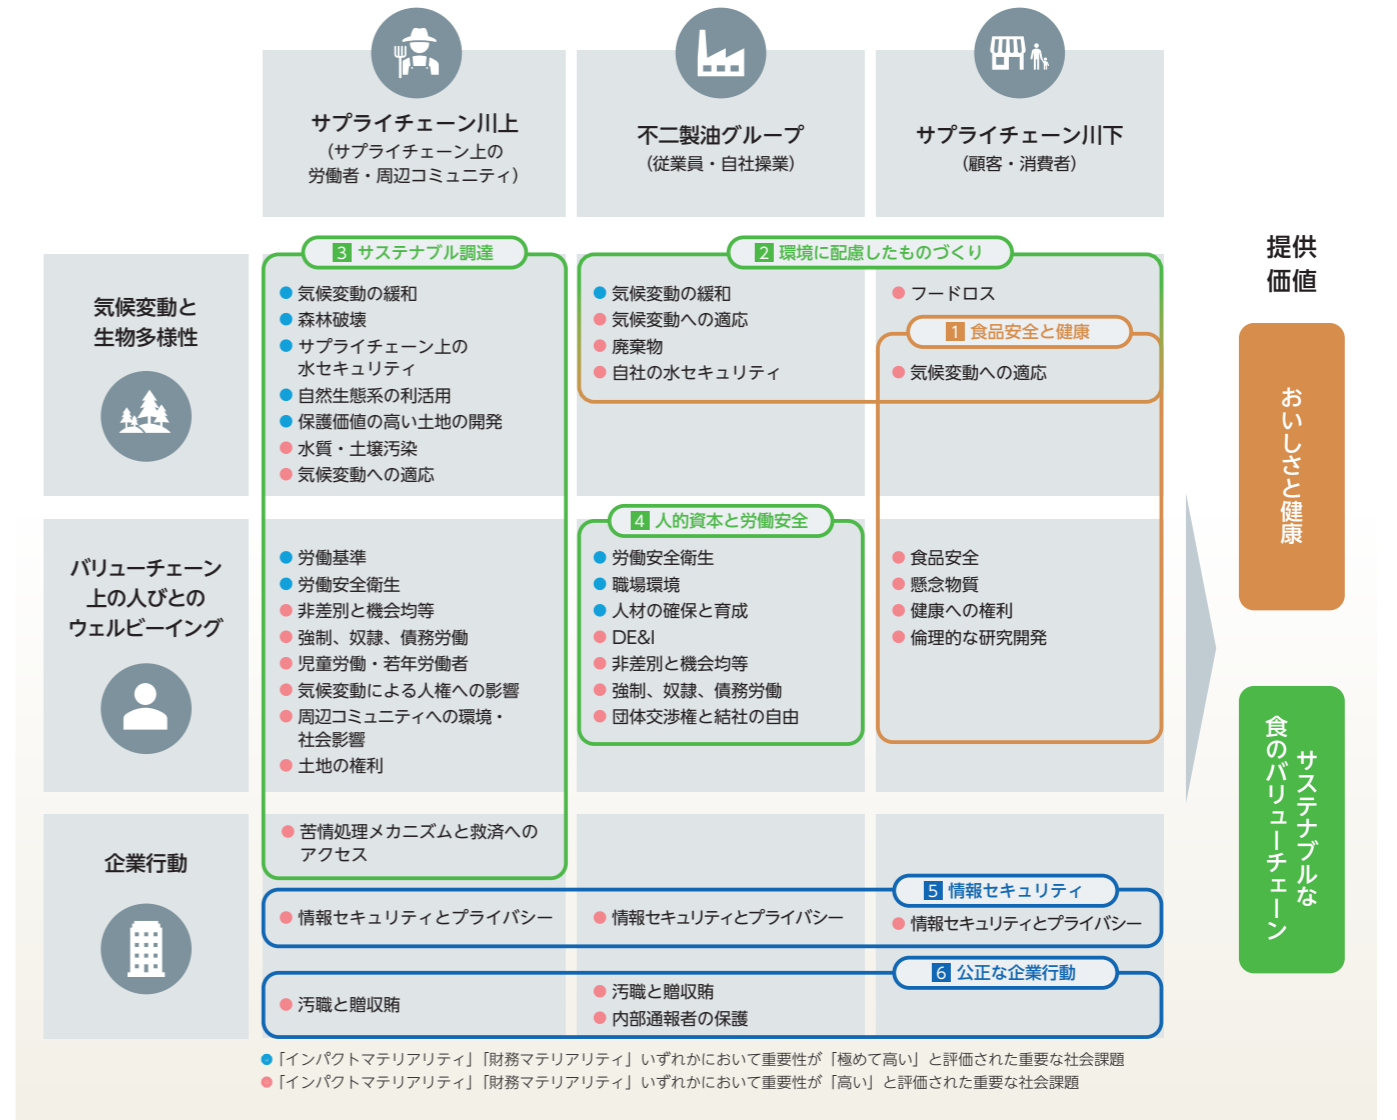 サプライチェーン川上
（サプライチェーン上の
労働者・周辺コミュニティ）
不二製油グループ
（従業員・自社操業）
サプライチェーン川下
（顧客・消費者）
気候変動と
生物多様性
3 サステナブル調達
● 気候変動の緩和
● 森林破壊
● サプライチェーン上の
水セキュリティ
● 自然生態系の利活用
● 保護価値の高い土地の開発
● 水質・土壌汚染
● 気候変動への適応
2 環境に配慮したものづくり
● 気候変動の緩和
● 気候変動への適応
● 廃棄物
● 自社の水セキュリティ
● フードロス
1 食品安全と健康
● 気候変動への適応
バリューチェーン
上の人びとの
ウェルビーイング
● 労働基準
● 労働安全衛生
● 非差別と機会均等
● 強制、奴隷、債務労働
● 児童労働・若年労働者
● 気候変動による人権への影響
● 周辺コミュニティへの環境・
社会影響
● 土地の権利
4 人的資本と労働安全
● 労働安全衛生
● 職場環境
● 人材の確保と育成
● DE&I
● 非差別と機会均等
● 強制、奴隷、債務労働
● 団体交渉権と結社の自由
● 食品安全
● 懸念物質
● 健康への権利
● 倫理的な研究開発
企業行動
● 苦情処理メカニズムと救済への
アクセス
5 情報セキュリティ
● 情報セキュリティとプライバシー
● 情報セキュリティとプライバシー
● 情報セキュリティとプライバシー
6 公正な企業行動
● 汚職と贈収賄
● 汚職と贈収賄
● 内部通報者の保護
提供
価値
おいしさと健康
サステナブルな
食のバリューチェーン
●「インパクトマテリアリティ」「財務マテリアリティ」いずれかにおいて重要性が「極めて高い」と評価された重要な社会課題
●「インパクトマテリアリティ」「財務マテリアリティ」いずれかにおいて重要性が「高い」と評価された重要な社会課題